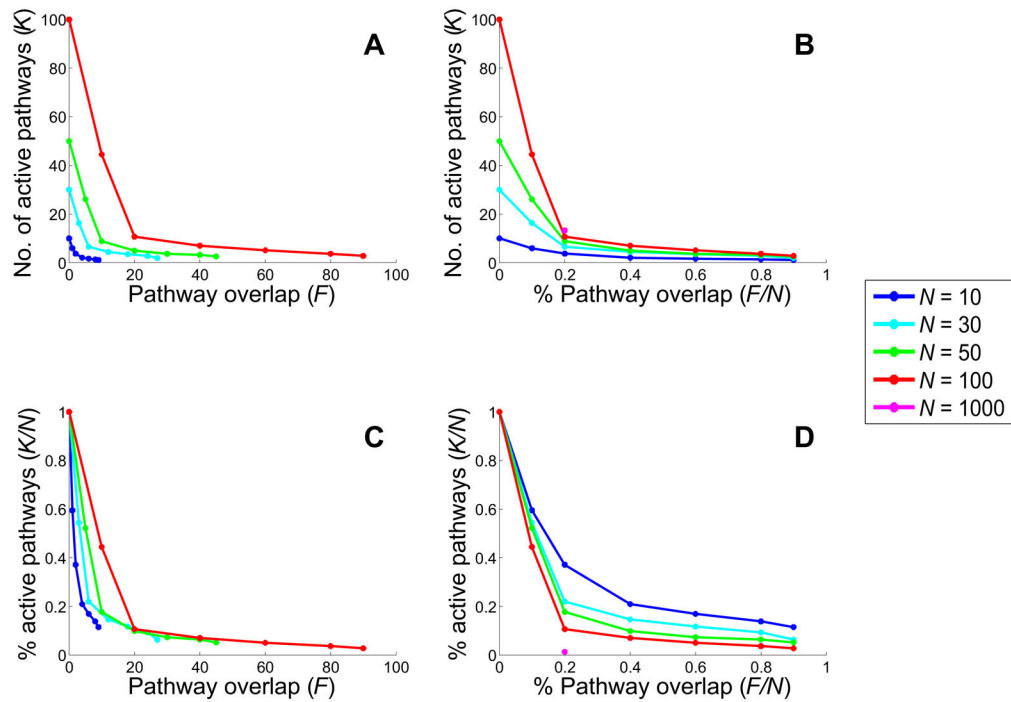 A
No. of active pathways (K)
100
80
60
40
20
0
0 20 40 60 80 100
Pathway overlap (F)
B
No. of active pathways (K)
100
80
60
40
20
0
0 0.2 0.4 0.6 0.8 1
% Pathway overlap (F/N)
N = 10
N = 30
N = 50
N = 100
N = 1000
C
% active pathways (K/N)
1
0.8
0.6
0.4
0.2
0
0 20 40 60 80 100
Pathway overlap (F)
D
% active pathways (K/N)
1
0.8
0.6
0.4
0.2
0
0 0.2 0.4 0.6 0.8 1
% Pathway overlap (F/N)